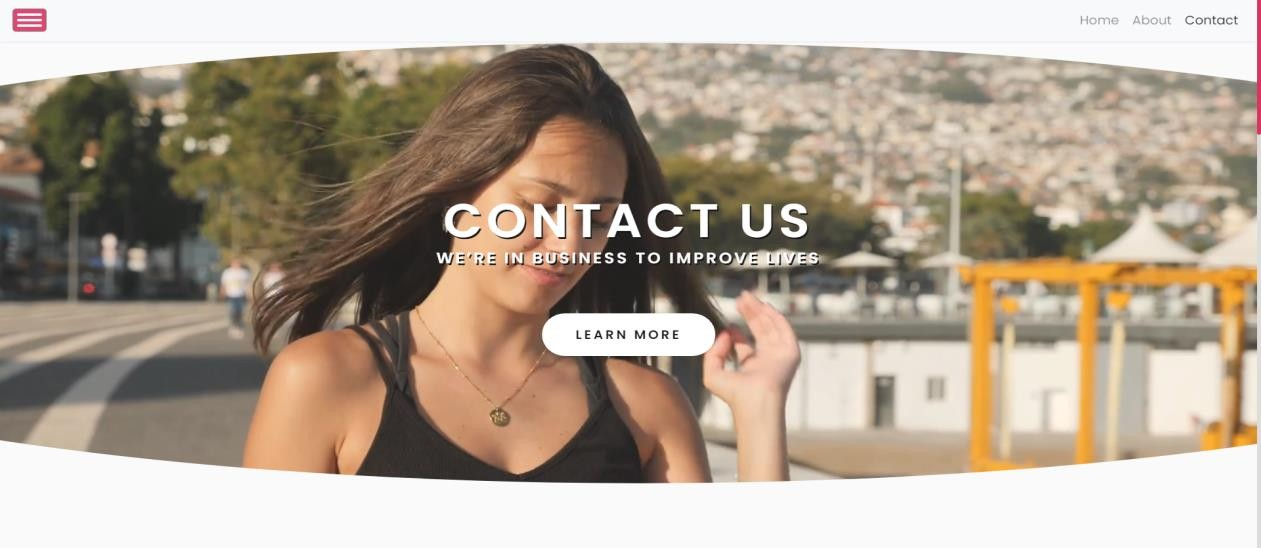 Home About Contact
CONTACT US
WE'RE IN BUSINESS TO IMPROVE LIVES
LEARN MORE